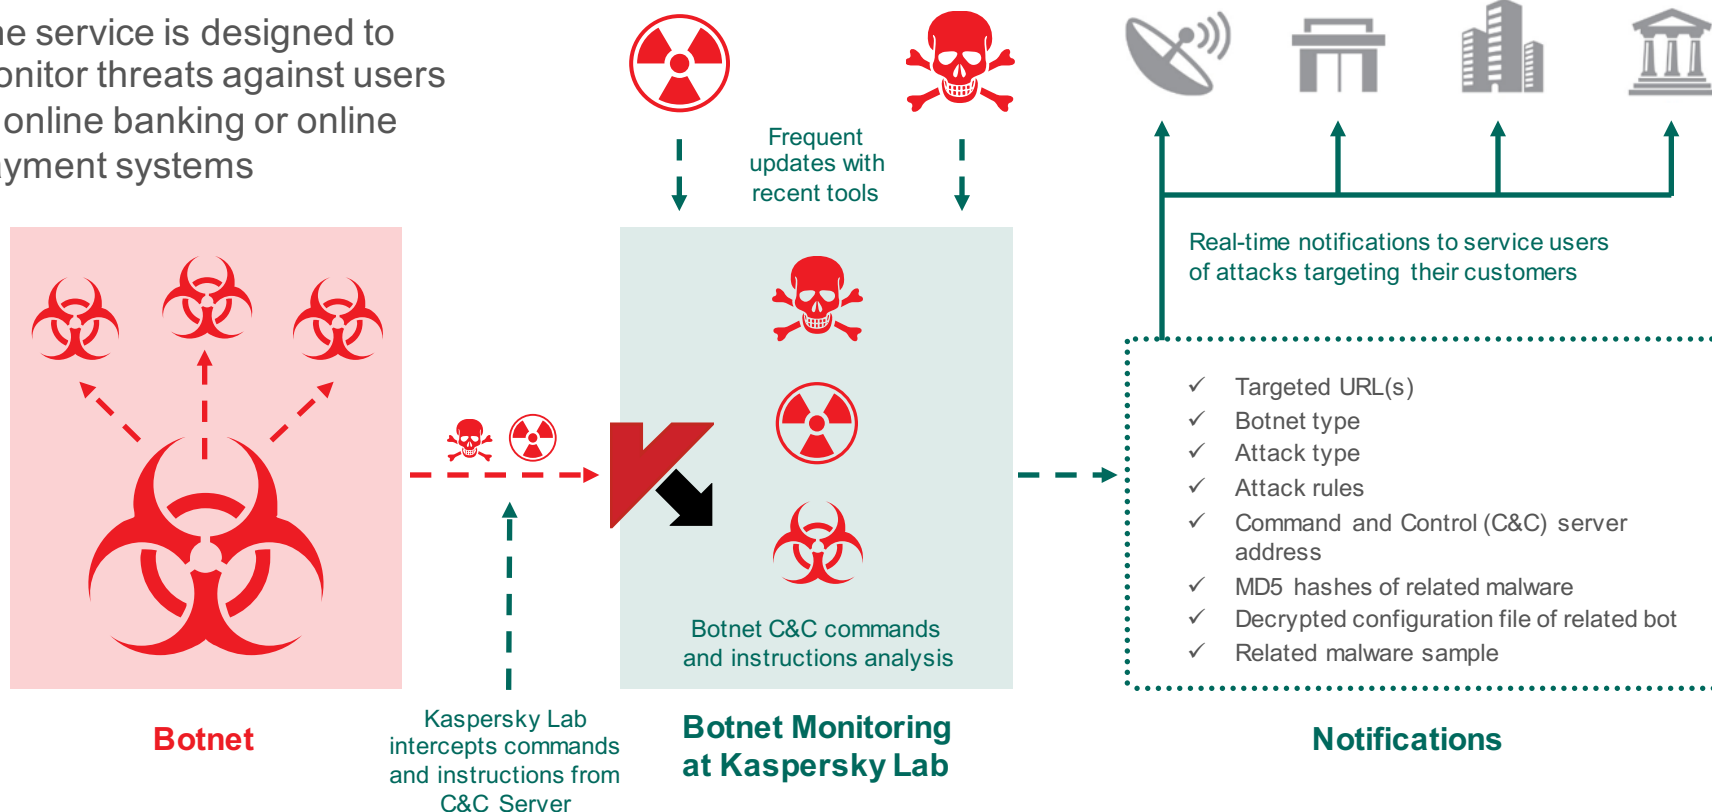 ne service is designed to
onitor threats against users
online banking or online
ayment systems
Frequent
updates with
recent tools
Real-time notifications to service users
of attacks targeting their customers
✓ Targeted URL(s)
✓ Botnet type
✓ Attack type
✓ Attack rules
✓ Command and Control (C&C) server
address
✓ MD5 hashes of related malware
✓ Decrypted configuration file of related bot
✓ Related malware sample
Botnet C&C commands
and instructions analysis
Botnet
Kaspersky Lab
intercepts commands
and instructions from
C&C Server
Botnet Monitoring
at Kaspersky Lab
Notifications